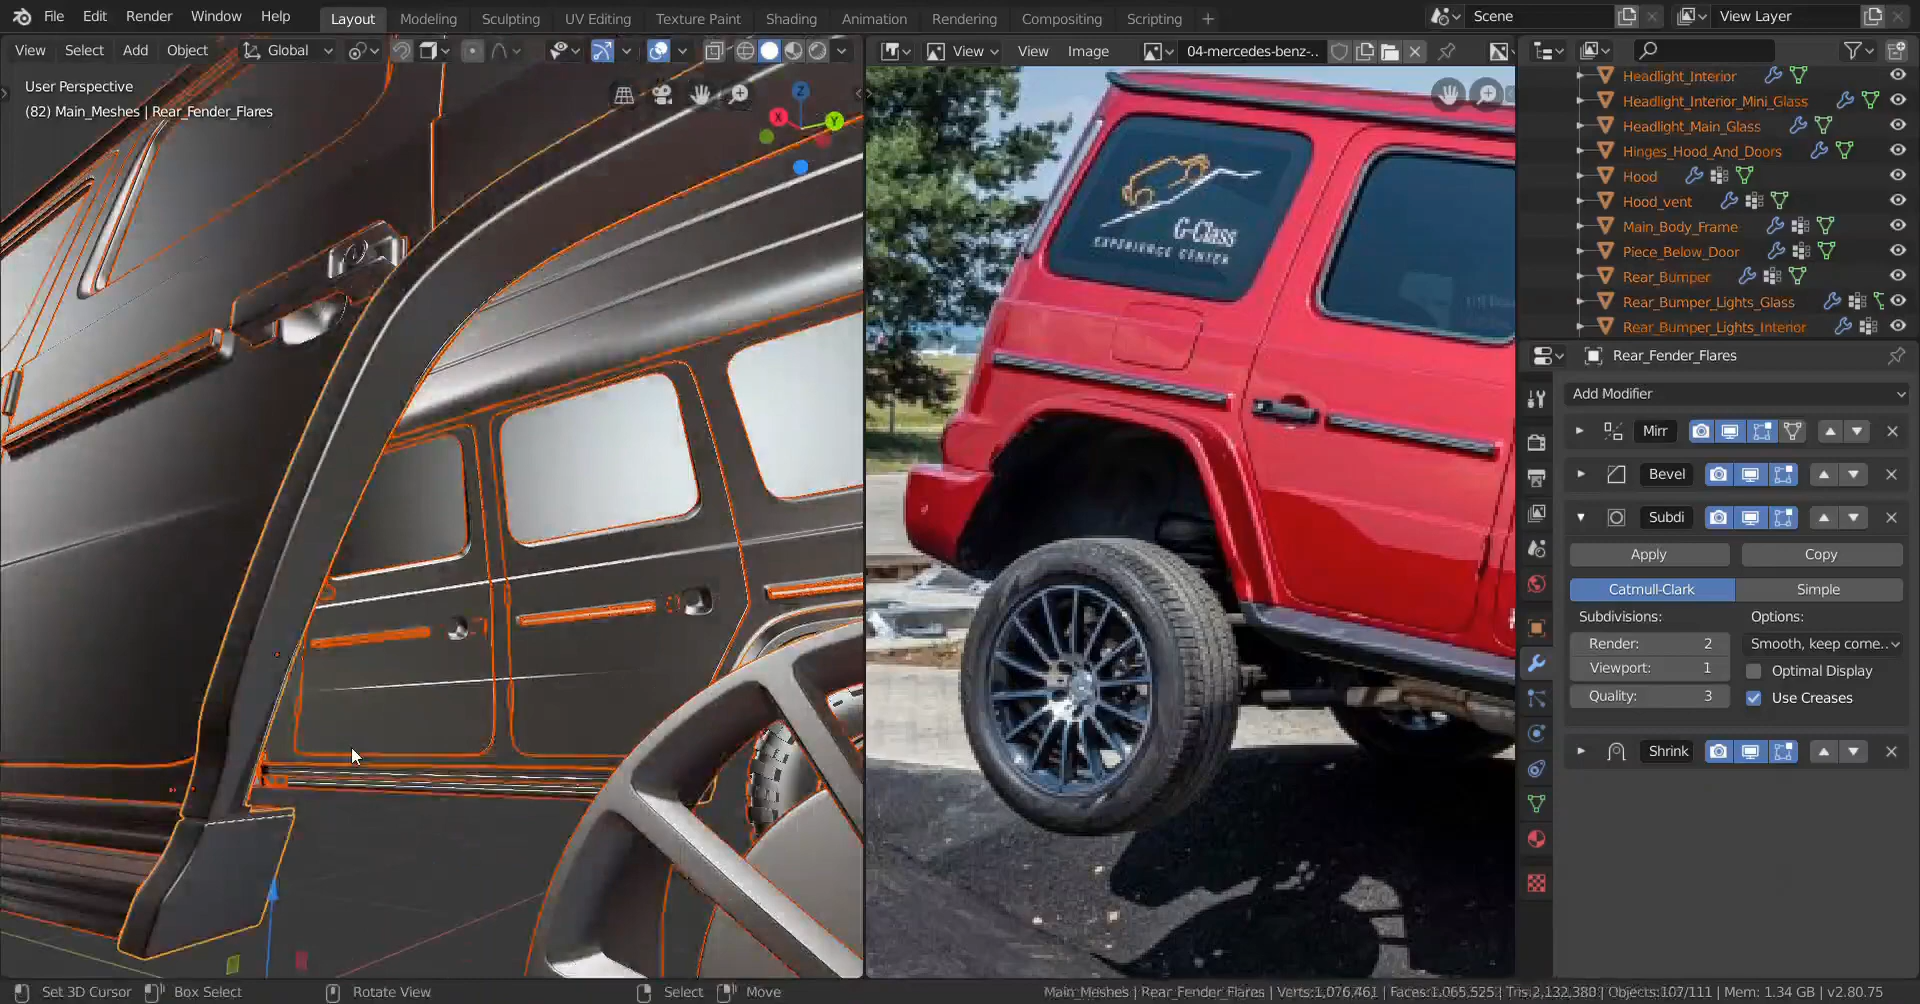 File Edit Render Window Help Layout Modeling Sculpting UV Editing Texture Paint Shading Animation Rendering Compositing Scripting + Scene View Layer
View Select Add Object Global View View Image 04-mercedes-benz-..
User Perspective
(82) Main_Meshes | Rear_Fender_Flares
Z
X
Y
G-Class
EXPERIENCE CENTER
Headlight_Interior
Headlight_Interior_Mini_Glass
Headlight_Main_Glass
Hinges_Hood_And_Doors
Hood
Hood_vent
Main_Body_Frame
Piece_Below_Door
Rear_Bumper
Rear_Bumper_Lights_Glass
Rear_Bumper_Lights_Interior
Rear_Fender_Flares
Add Modifier
Mirr
Bevel
Subdi
Apply Copy
Catmull-Clark Simple
Subdivisions: Options:
Render: 2 Smooth, keep corne..
Viewport: 1 Optimal Display
Quality: 3 Use Creases
Shrink
Set 3D Cursor Box Select Rotate View Select Move Main_Meshes | Rear_Fender_Flares | Verts:1,076,461 | Faces:1,065,525 | Tris:2,132,380 | Objects:107/111 | Mem: 1.34 GB | v2.80.75